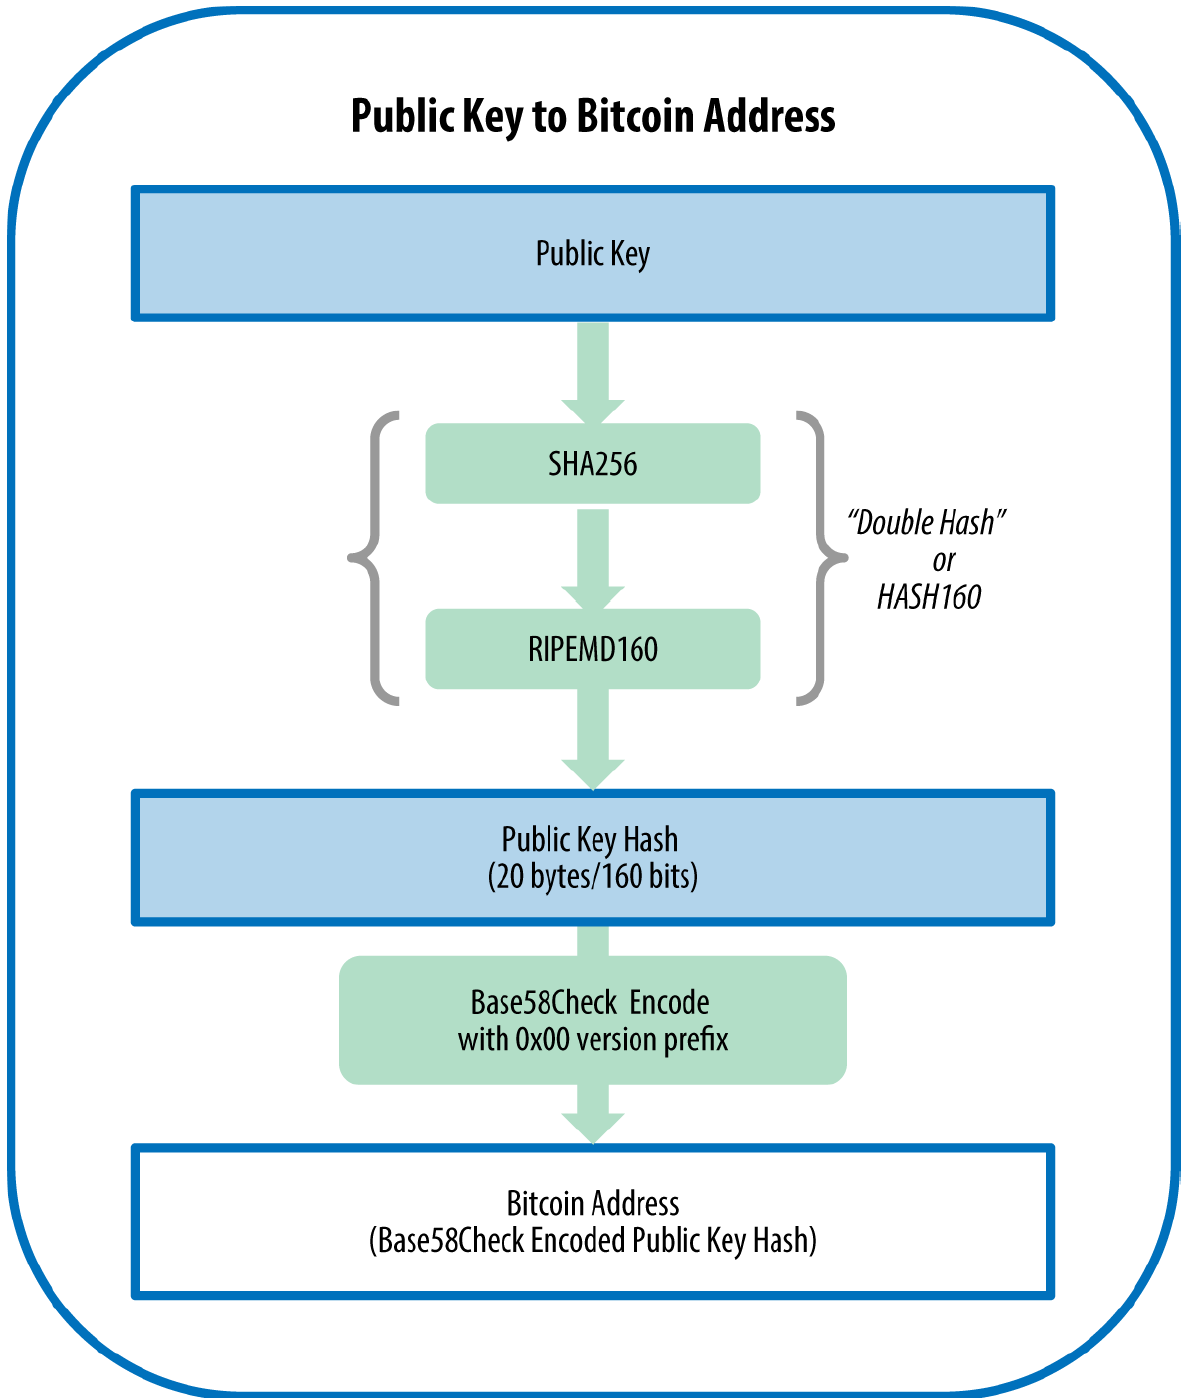 Public Key to Bitcoin Address
Public Key
SHA256
“Double Hash”
or
HASH160
RIPEMD160
Public Key Hash
(20 bytes/160 bits)
Base58Check Encode
with 0x00 version prefix
Bitcoin Address
(Base58Check Encoded Public Key Hash)